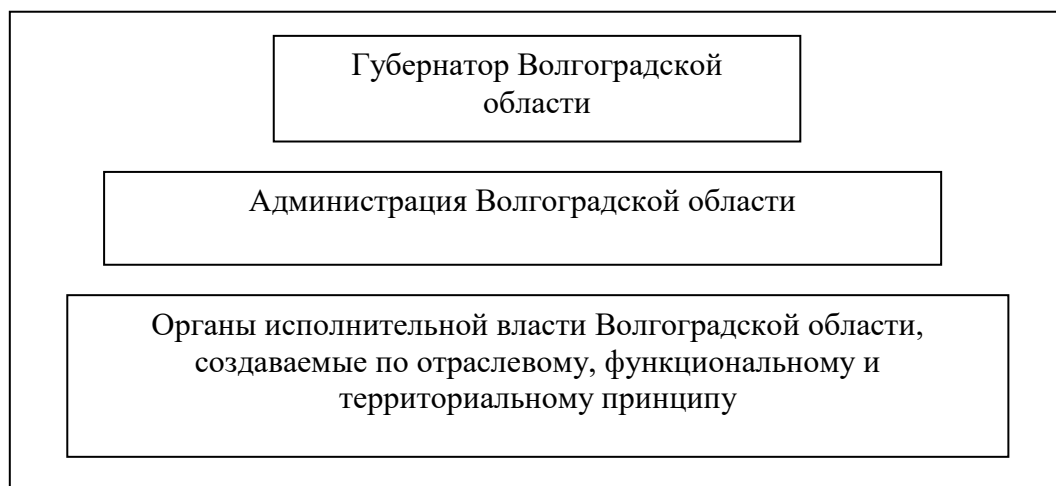 Губернатор Волгоградской
области
Администрация Волгоградской области
Органы исполнительной власти Волгоградской области,
создаваемые по отраслевому, функциональному и
территориальному принципу